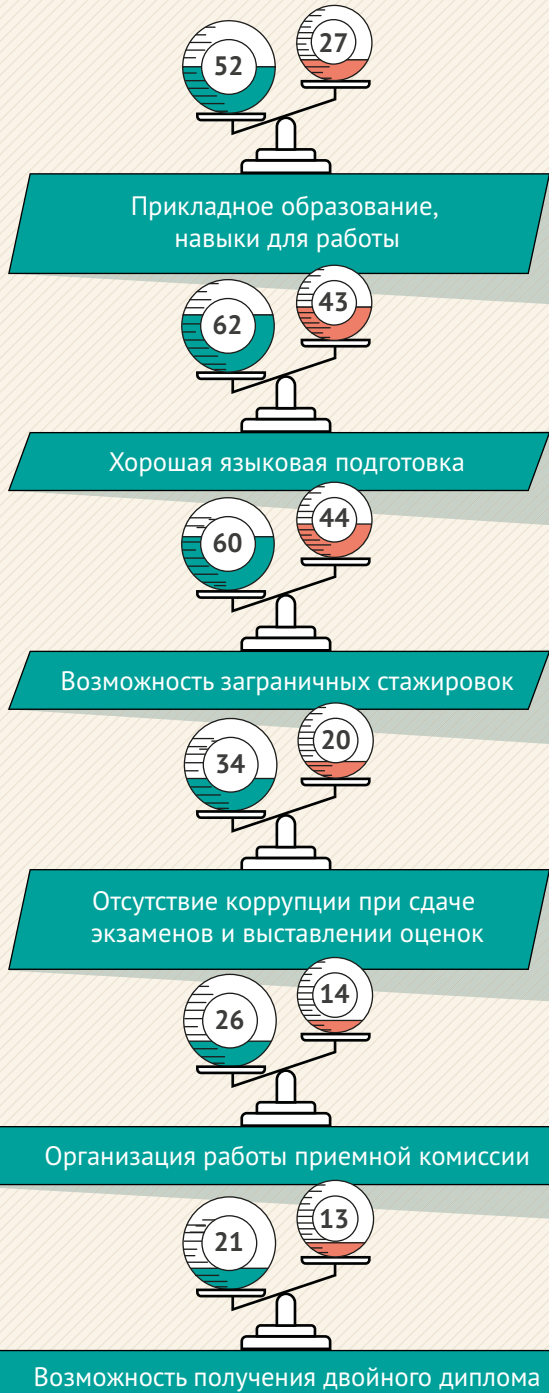 52
27
Прикладное образование,
навыки для работы
62
43
Хорошая языковая подготовка
60
44
Возможность заграничных стажировок
34
20
Отсутствие коррупции при сдаче
экзаменов и выставлении оценок
26
14
Организация работы приемной комиссии
21
13
Возможность получения двойного диплома